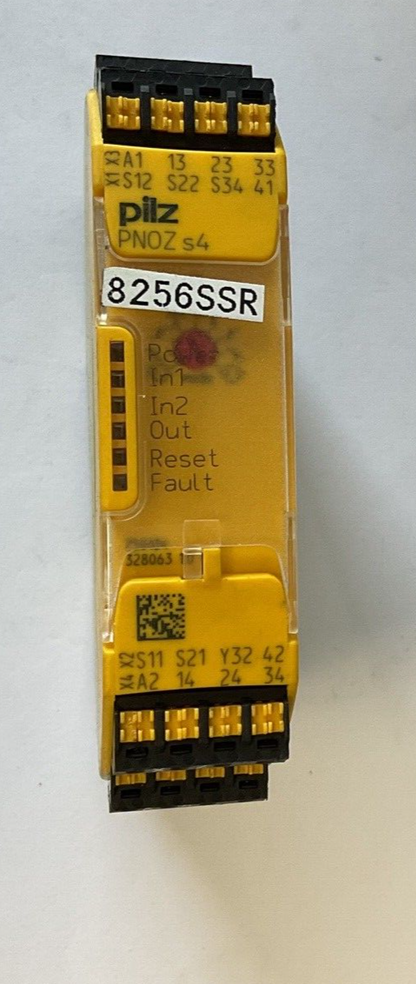 X3 A1 13 23 33
X1 S12 S22 S34 41
pilz
PNOZ s4
8256SSR
Power
In1
In2
Out
Reset
Fault
328063
X2 S11 S21 Y32 42
X4 A2 14 24 34